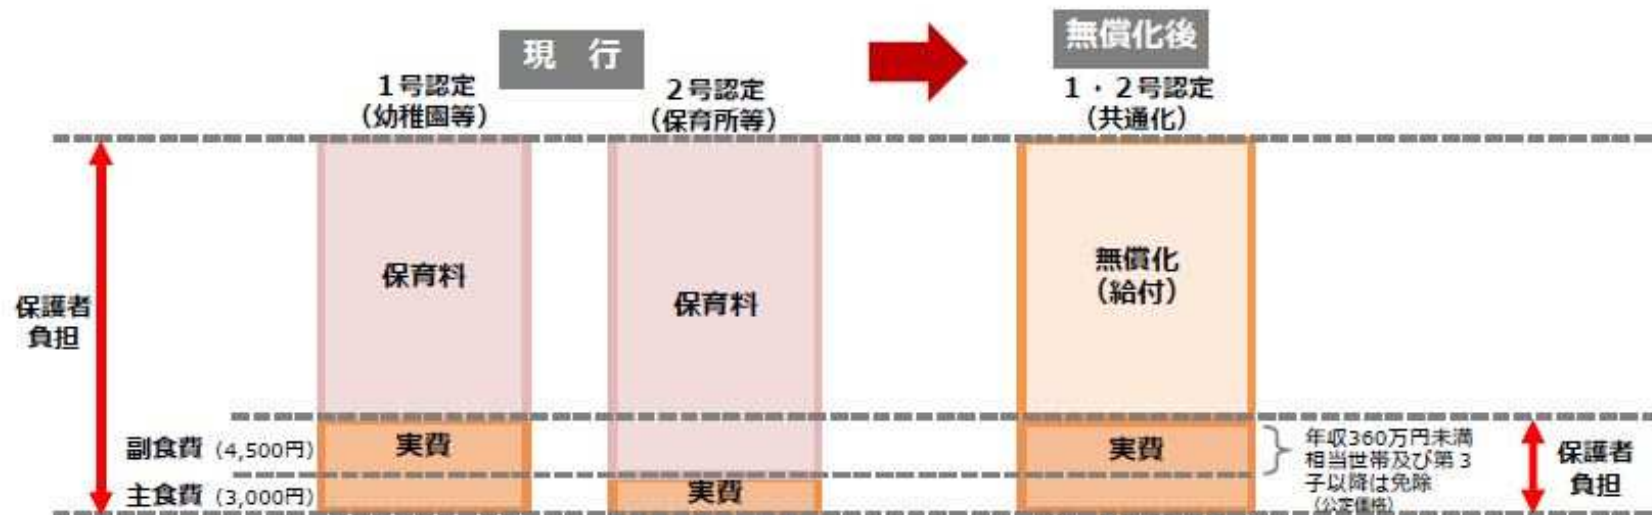 現 行
無償化後
1号認定
(幼稚園等)
2号認定
(保育所等)
1・2号認定
(共通化)
保護者
負担
保育料
保育料
無償化
(給付)
副食費 (4,500円)
実費
実費
年収360万円未満
相当世帯及び第3
子以降は免除
(公定価格)
保護者
負担
主食費 (3,000円)
実費